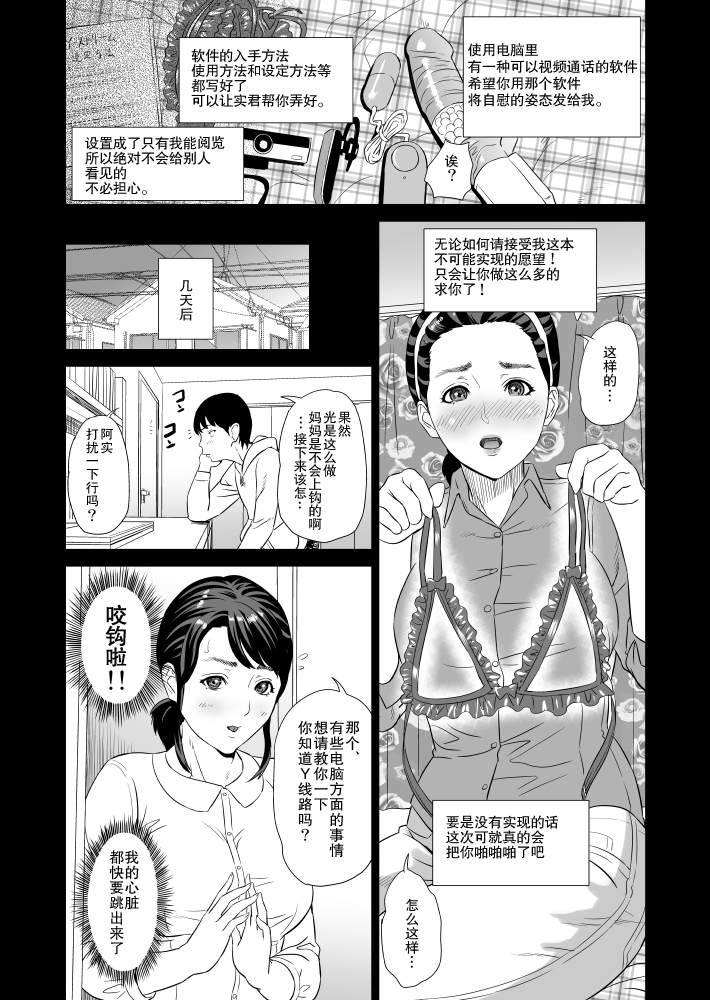 使用电脑里
有一种可以视频通话的软件
希望你用那个软件
将自慰的姿态发给我。
软件的入手方法
使用方法和设定方法等
都写好了
可以让实君帮你弄好。
诶？
设置成了只有我能阅览
所以绝对不会给别人
看见的
不必担心。
无论如何请接受我这本
不可能实现的愿望！
只会让你做这么多的
求你了！
这样的…
要是没有实现的话
这次可就真的会
把你啪啪啪了吧
怎么这样…
几天后
果然
光是这么做
妈妈是不会上钩的啊
…接下来该怎…
コン
コン
阿实
打扰一下行吗？
那个、
有些电脑方面的事情
想请教你一下
你知道Y线路吗？
咬钩啦！！
我的心脏
都快要跳出来了